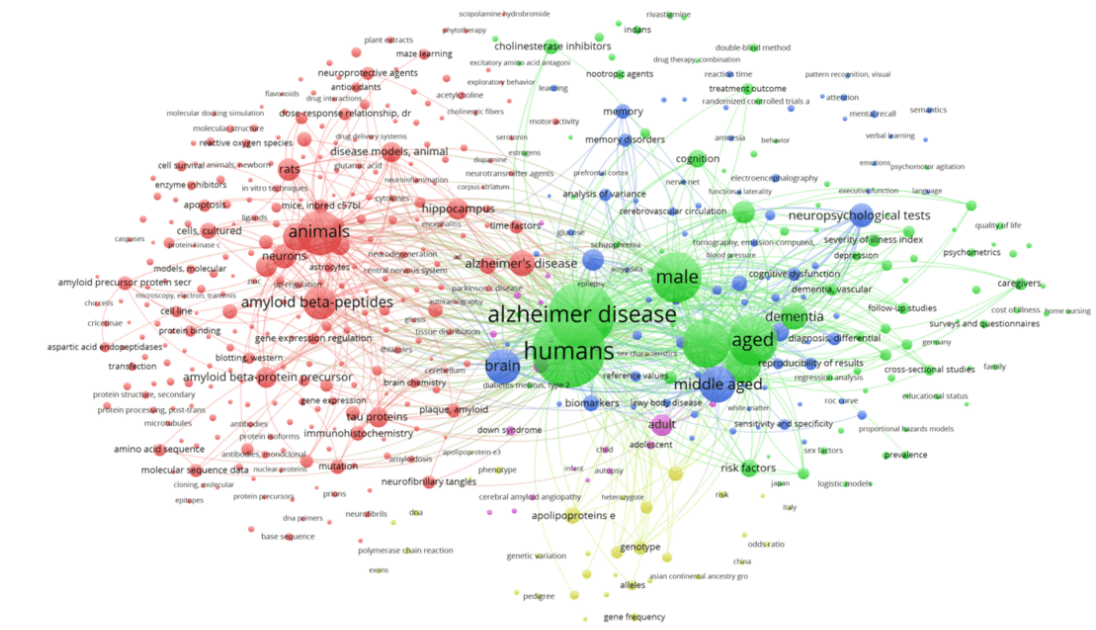 scopolamine hydrobromide
rivastigmine
phytotherapy
indans
plant extracts
cholinesterase inhibitors
double-blind method
maze learning
excitatory amino acid antagoni
drug therapy, combination
neuroprotective agents
nootropic agents
reaction time
pattern recognition, visual
antioxidants
exploratory behavior
learning
treatment outcome
flavonoids
drug interactions
acetylcholine
randomized controlled trials a
attention
molecular docking simulation
dose-response relationship, dr
cholinergic fibers
memory
mental recall
semantics
molecular structure
motor activity
drug delivery systems
serotonin
memory disorders
amnesia
behavior
verbal learning
reactive oxygen species
disease models, animal
estrogens
cognition
cell survival
animals, newborn
rats
glutamic acid
dopamine
emotions
psychomotor agitation
neurotransmitter agents
prefrontal cortex
enzyme inhibitors
in vitro techniques
neuroinflammation
corpus striatum
nerve net
electroencephalography
analysis of variance
functional laterality
executive function
language
apoptosis
mice, inbred c57bl
cytokines
hippocampus
cerebrovascular circulation
neuropsychological tests
ligands
encephalitis
time factors
quality of life
cells, cultured
animals
glucose
caspases
protein kinase c
schizophrenia
tomography, emission-computed,
severity of illness index
neurons
neurodegeneration
blood pressure
depression
psychometrics
models, molecular
astrocytes
central nervous system
alzheimer's disease
amygdala
cognitive dysfunction
amyloid precursor protein secr
zinc
up-regulation
parkinson's disease
epilepsy
male
dementia, vascular
caregivers
microscopy, electron, transmis
cho cells
amyloid beta-peptides
autoradiography
follow-up studies
cost of illness
home nursing
cell line
alzheimer disease
dementia
cricetinae
gliosis
surveys and questionnaires
protein binding
gene expression regulation
tissue distribution
aged
diagnosis, differential
germany
aspartic acid endopeptidases
thiazoles
humans
sex characteristics
blotting, western
brain
reproducibility of results
transfection
cerebellum
cross-sectional studies
family
amyloid beta-protein precursor
brain chemistry
diabetes mellitus, type 2
reference values
middle aged
regression analysis
protein structure, secondary
gene expression
biomarkers
lewy body disease
roc curve
educational status
protein processing, post-trans
plaque, amyloid
white matter
microtubules
tau proteins
antibodies
adult
sensitivity and specificity
proportional hazards models
protein isoforms
immunohistochemistry
down syndrome
adolescent
amino acid sequence
antibodies, monoclonal
apolipoprotein e3
child
sex factors
prevalence
molecular sequence data
nuclear proteins
mutation
amyloidosis
phenotype
infant
autopsy
risk factors
cloning, molecular
neurofibrillary tangles
japan
logistic models
epitopes
protein precursors
prions
cerebral amyloid angiopathy
heterozygote
risk
italy
dna primers
neurofibrils
dna
apolipoproteins e
base sequence
polymerase chain reaction
genetic variation
genotype
odds ratio
china
exons
asian continental ancestry gro
alleles
pedigree
gene frequency